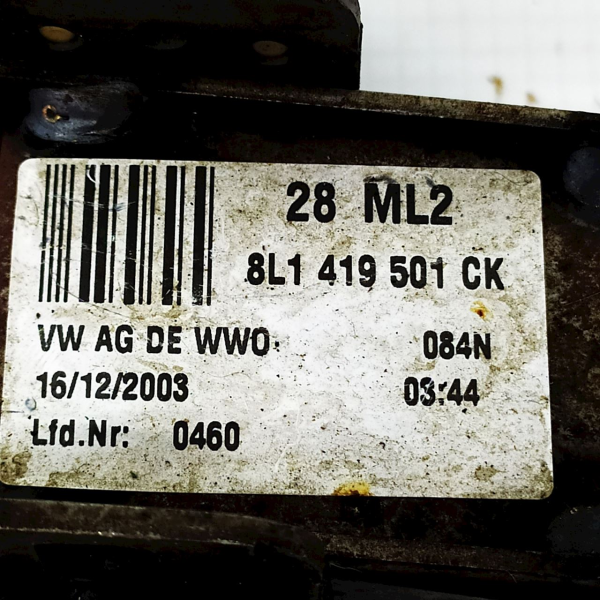 28 ML2
8L1 419 501 CK
VW AG DE WWO 084N
16/12/2003 03:44
Lfd.Nr: 0460